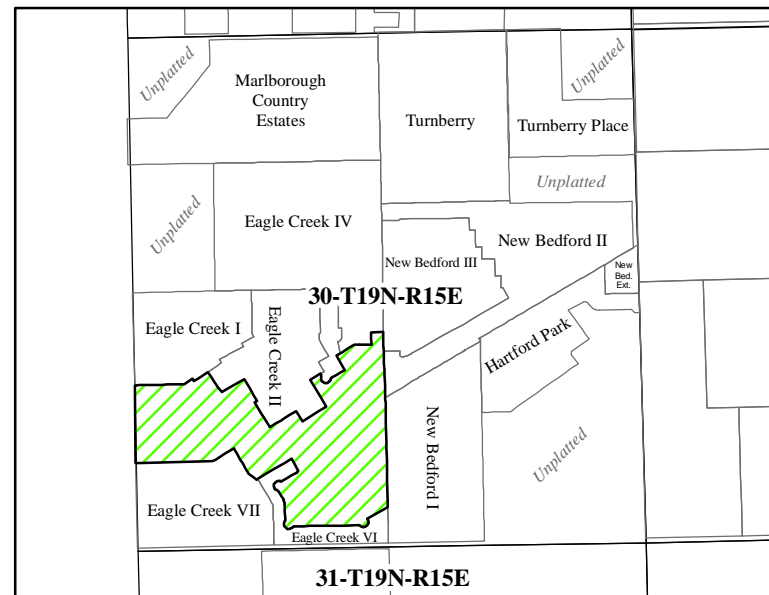 Unplatted
Marlborough
Country
Estates
Turnberry
Unplatted
Turnberry Place
Unplatted
Unplatted
Eagle Creek IV
New Bedford III
New Bedford II
New
Bed.
Ext.
30-T19N-R15E
Eagle Creek I
Eagle Creek II
Hartford Park
New Bedford I
Unplatted
Eagle Creek VII
Eagle Creek VI
31-T19N-R15E